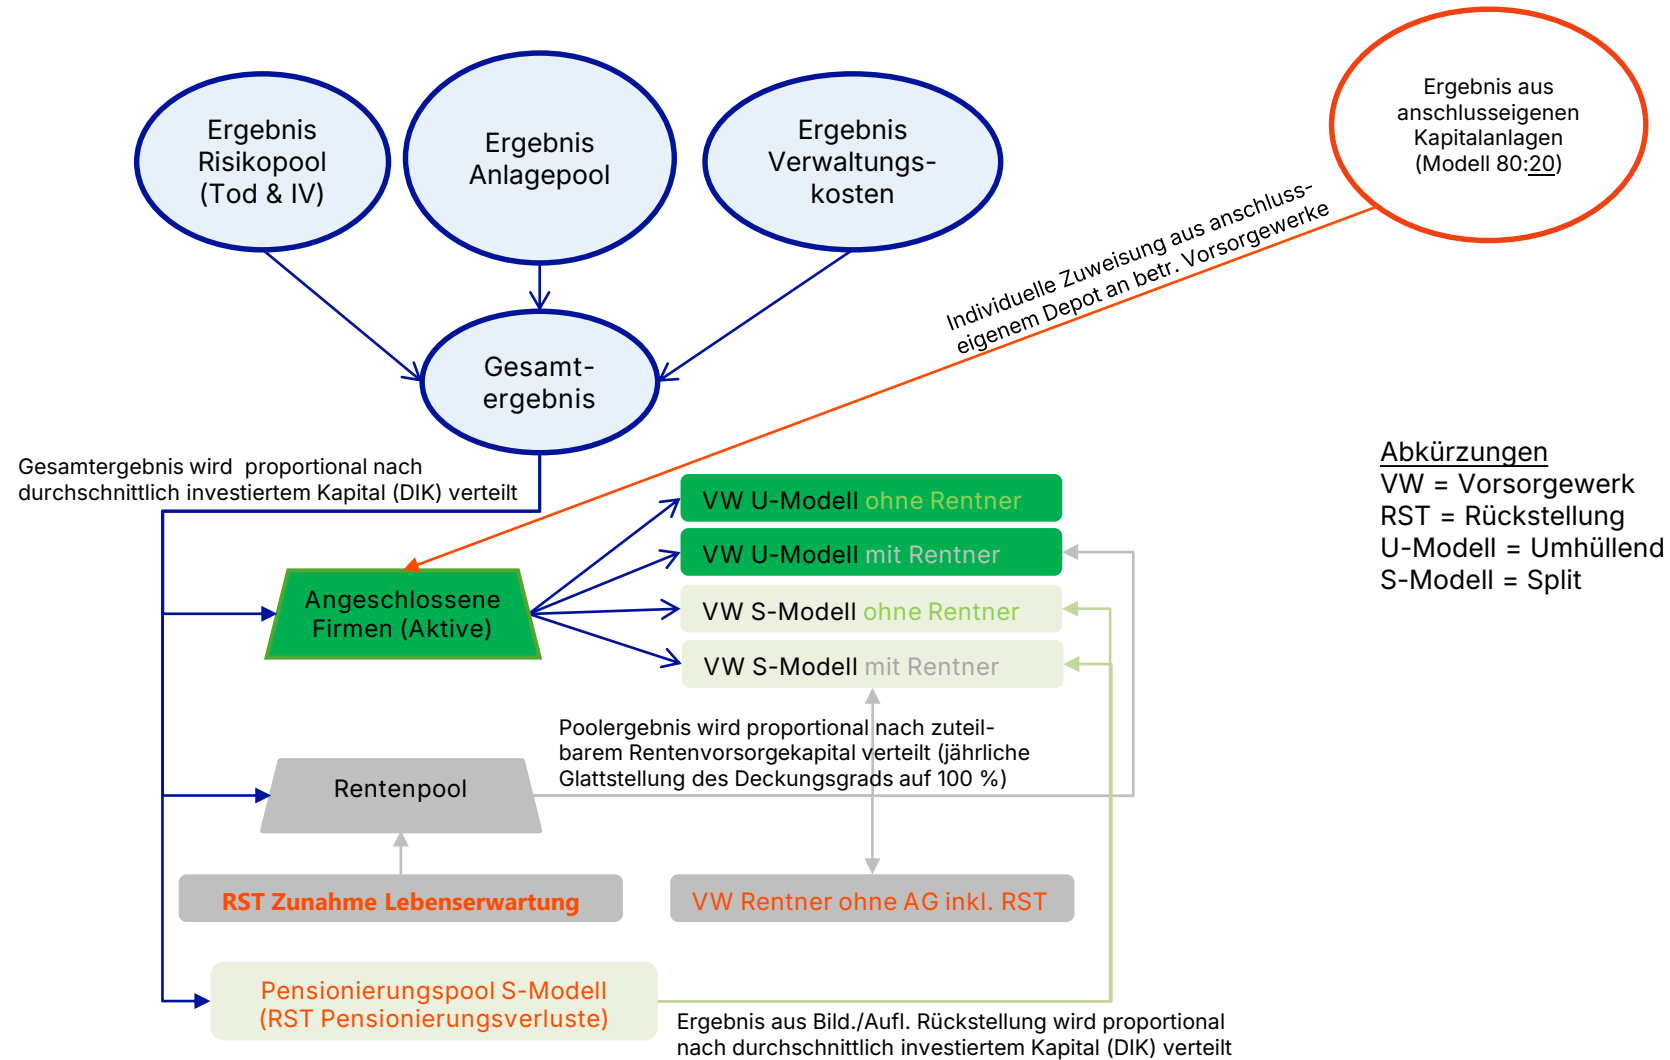 Ergebnis
Risikopool
(Tod & IV)
Ergebnis
Anlagepool
Ergebnis
Verwaltungs-
kosten
Ergebnis aus
anschlusseigenen
Kapitalanlagen
(Modell 80:20)
Individuelle Zuweisung aus anschluss-
eigenem Depot an betr. Vorsorgewerke
Gesamt-
ergebnis
Gesamtergebnis wird proportional nach
durchschnittlich investiertem Kapital (DIK) verteilt
Abkürzungen
VW = Vorsorgewerk
RST = Rückstellung
U-Modell = Umhüllend
S-Modell = Split
VW U-Modell ohne Rentner
VW U-Modell mit Rentner
Angeschlossene
Firmen (Aktive)
VW S-Modell ohne Rentner
VW S-Modell mit Rentner
Poolergebnis wird proportional nach zuteil-
barem Rentenvorsorgekapital verteilt (jährliche
Glattstellung des Deckungsgrads auf 100 %)
Rentenpool
RST Zunahme Lebenserwartung
VW Rentner ohne AG inkl. RST
Pensionierungspool S-Modell
(RST Pensionierungsverluste)
Ergebnis aus Bild./Aufl. Rückstellung wird proportional
nach durchschnittlich investiertem Kapital (DIK) verteilt